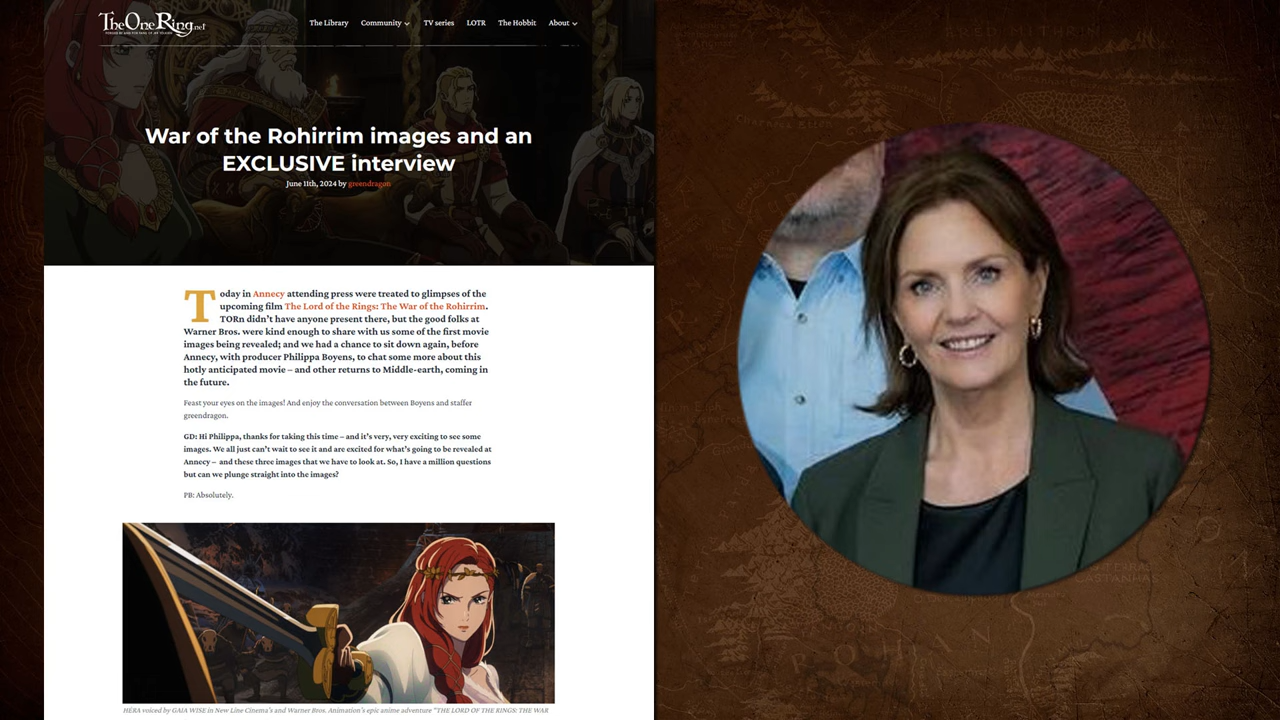 TheOneRing.net
The Library Community TV series LOTR The Hobbit About
War of the Rohirrim images and an
EXCLUSIVE interview
June 11th, 2024 by greendragon
Today in Annecy attending press were treated to glimpses of the
upcoming film The Lord of the Rings: The War of the Rohirrim.
TORn didn't have anyone present there, but the good folks at
Warner Bros. were kind enough to share with us some of the first movie
images being revealed; and we had a chance to sit down again, before
Annecy, with producer Philippa Boyens, to chat some more about this
hotly anticipated movie – and other returns to Middle-earth, coming in
the future.
Feast your eyes on the images! And enjoy the conversation between Boyens and staffer
greendragon.
GD: Hi Philippa, thanks for taking this time – and it's very, very exciting to see some
images. We all just can't wait to see it and are excited for what's going to be revealed at
Annecy – and these three images that we have to look at. So, I have a million questions
but can we plunge straight into the images?
PB: Absolutely.
HÉRA voiced by GAIA WISE in New Line Cinema's and Warner Bros. Animation's epic anime adventure "THE LORD OF THE RINGS: THE WAR
ROHAN